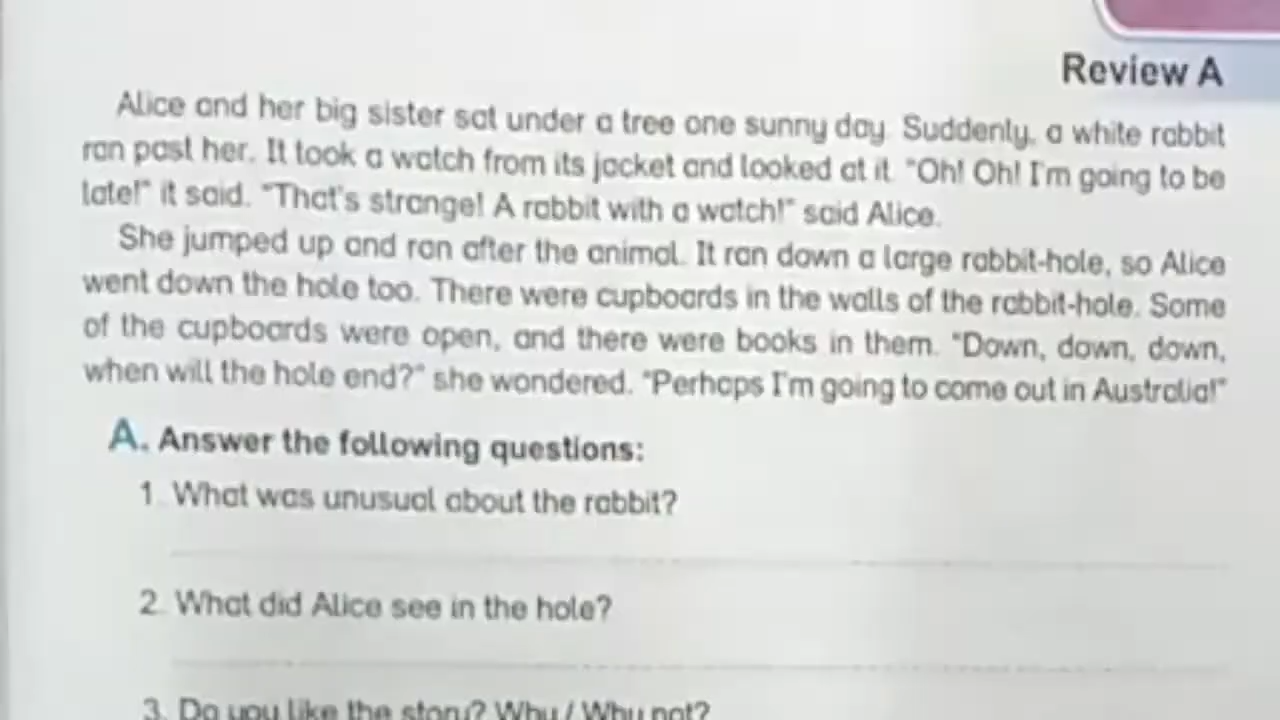 Review A
Alice and her big sister sat under a tree one sunny day. Suddenly, a white rabbit
ran past her. It took a watch from its jacket and looked at it. "Oh! Oh! I'm going to be
late!" it said. "That's strange! A rabbit with a watch!" said Alice.
She jumped up and ran after the animal. It ran down a large rabbit-hole, so Alice
went down the hole too. There were cupboards in the walls of the rabbit-hole. Some
of the cupboards were open, and there were books in them. "Down, down, down,
when will the hole end?" she wondered. "Perhaps I'm going to come out in Australia!"
A. Answer the following questions:
1. What was unusual about the rabbit?
2. What did Alice see in the hole?
3. Do you like the story? Why / Why not?